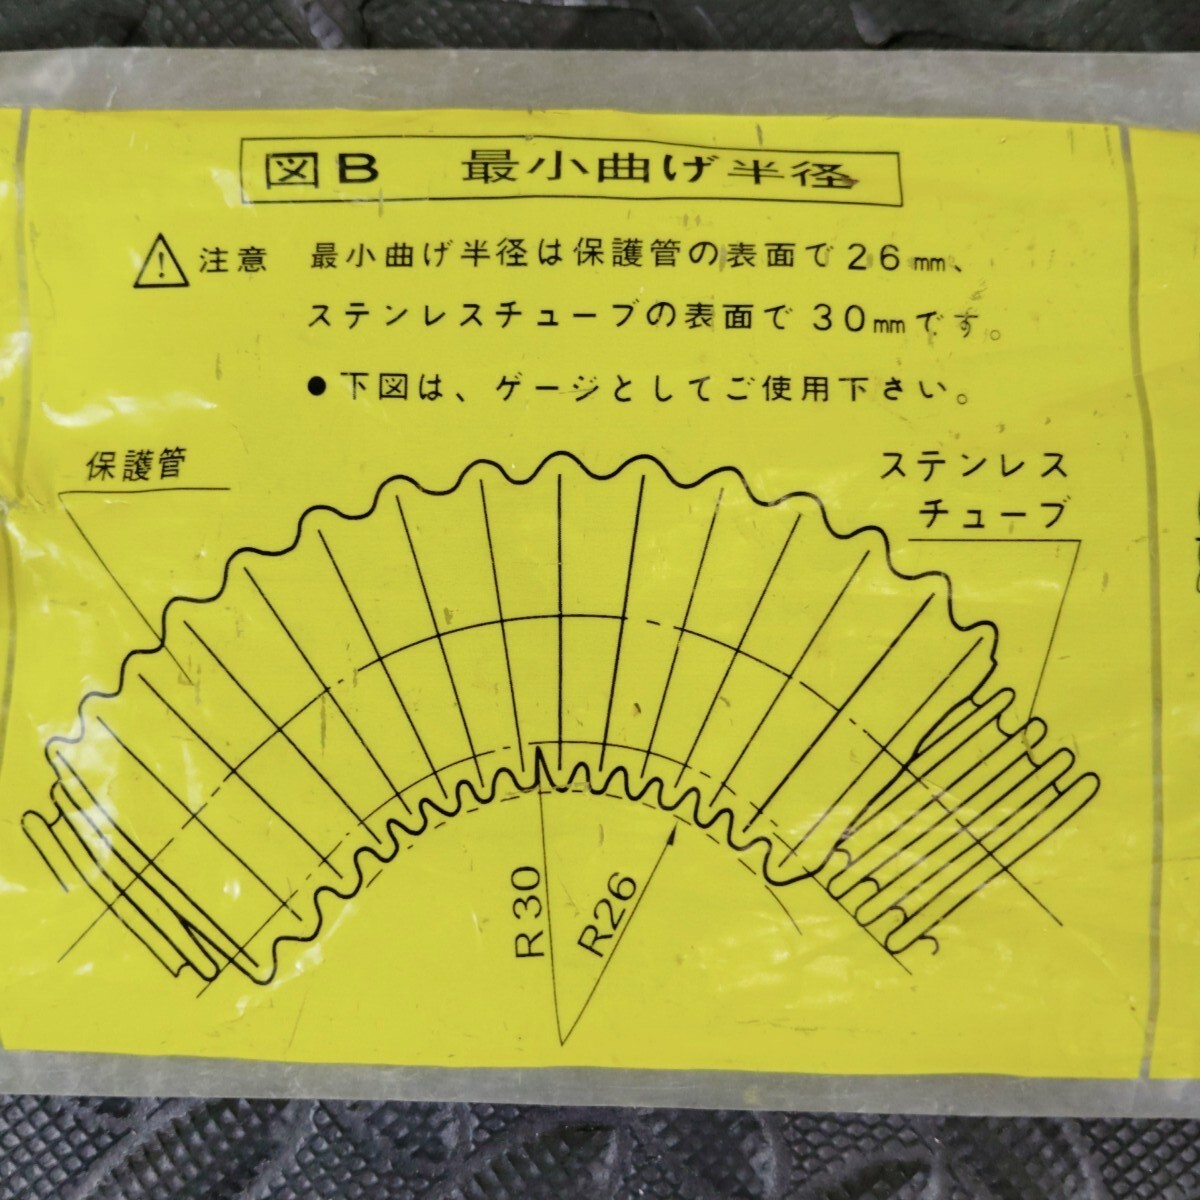 図B 最小曲げ半径
注意 最小曲げ半径は保護管の表面で26mm、
ステンレスチューブの表面で30mmです。
●下図は、ゲージとしてご使用下さい。
保護管
ステンレス
チューブ
R30
R26